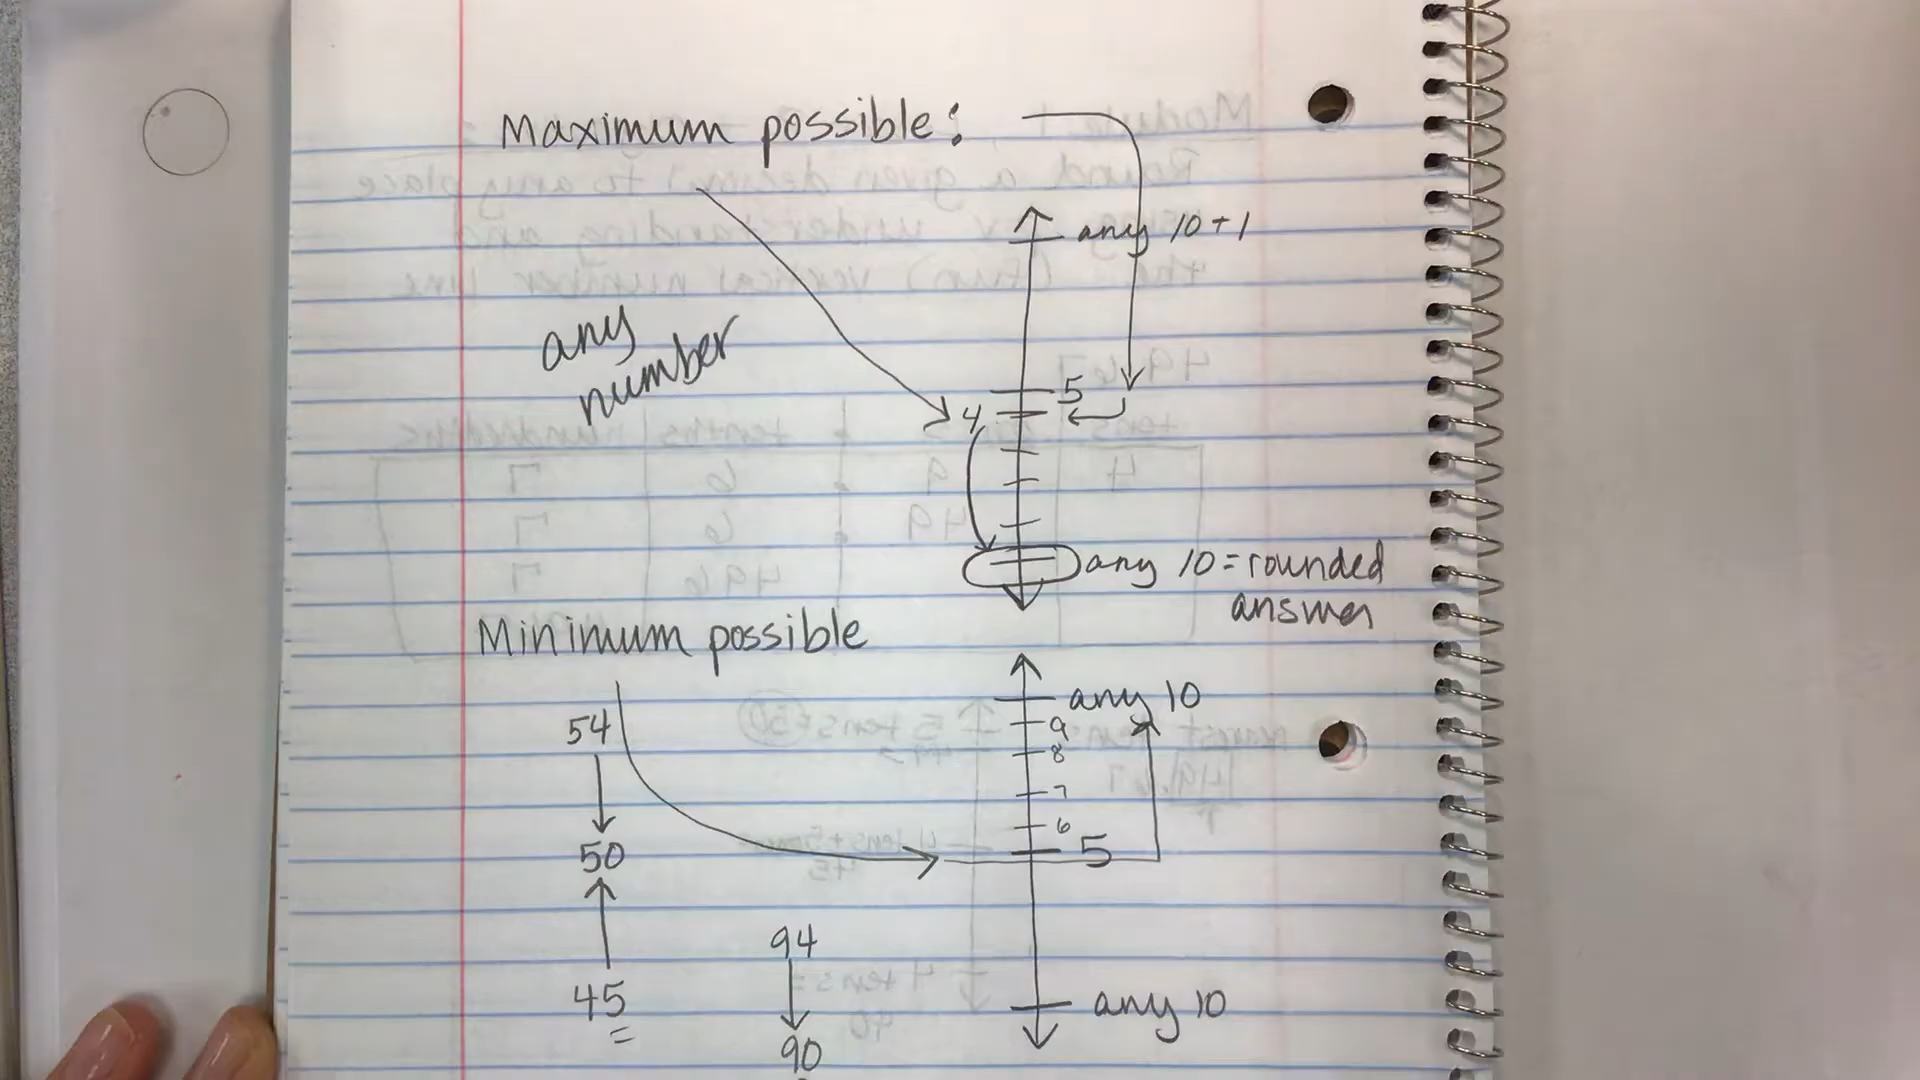 Maximum possible:
any 10+1
any
number
5
4
any 10 = rounded
answer
Minimum possible
any 10
9
8
7
6
5
any 10
54
50
45
94
90